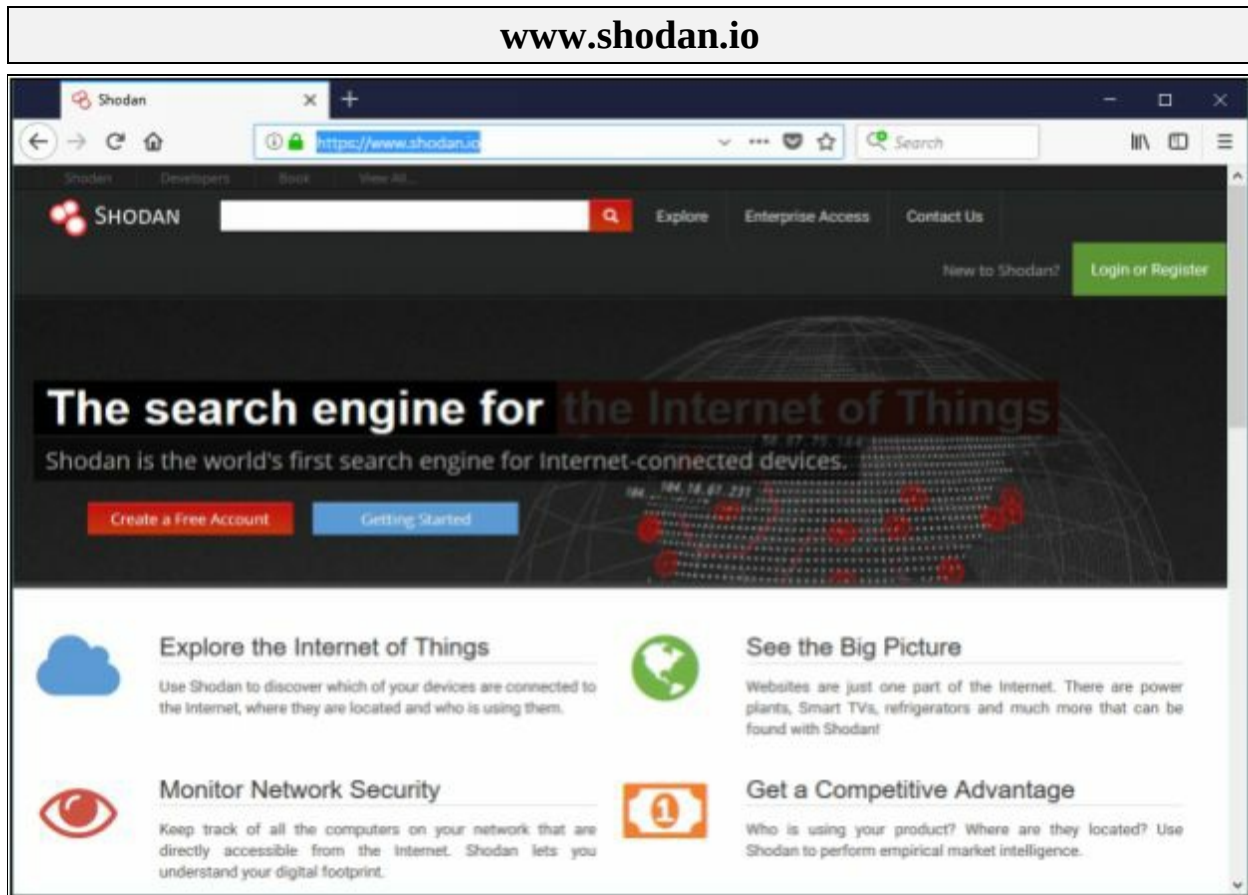 www.shodan.io
Shodan
https://www.shodan.io
Search
Shodan Developers Book View All...
SHODAN Explore Enterprise Access Contact Us
New to Shodan? Login or Register
The search engine for the Internet of Things
Shodan is the world's first search engine for Internet-connected devices.
184.18.61.231
Create a Free Account Getting Started
Explore the Internet of Things
Use Shodan to discover which of your devices are connected to
the Internet, where they are located and who is using them.
See the Big Picture
Websites are just one part of the Internet. There are power
plants, Smart TVs, refrigerators and much more that can be
found with Shodan!
Monitor Network Security
Keep track of all the computers on your network that are
directly accessible from the Internet. Shodan lets you
understand your digital footprint.
1
Get a Competitive Advantage
Who is using your product? Where are they located? Use
Shodan to perform empirical market intelligence.